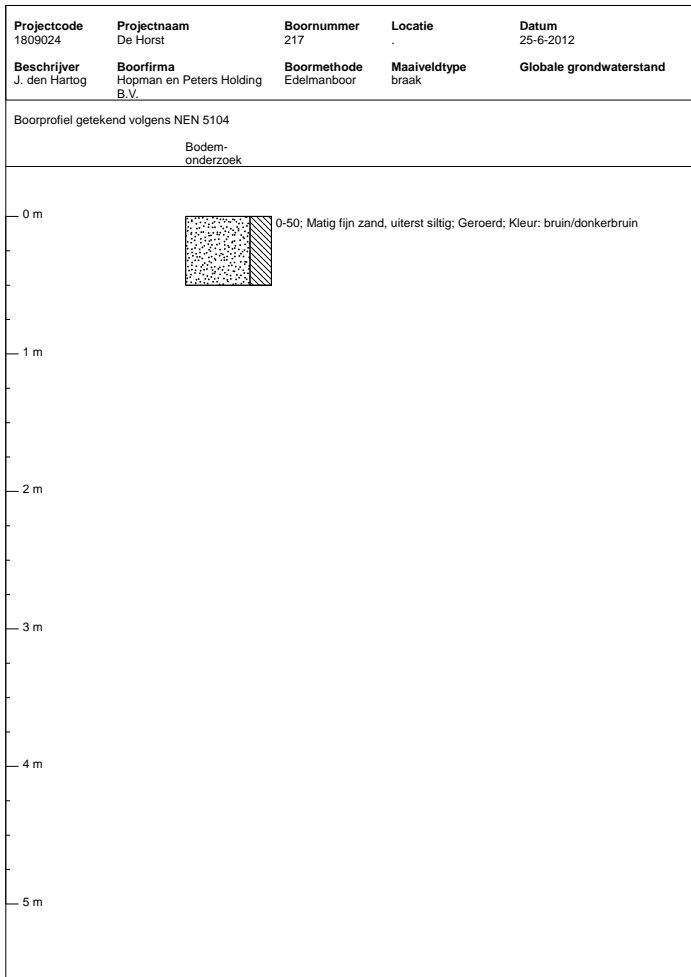 Projectcode Projectnaam Boornummer Locatie Datum
1809024 De Horst 217 . 25-6-2012
Beschrijver Boorfirma Boormethode Maaiveldtype Globale grondwaterstand
J. den Hartog Hopman en Peters Holding Edelmanboor braak
B.V.
Boorprofiel getekend volgens NEN 5104
Bodem-
onderzoek
0 m
0-50; Matig fijn zand, uiterst siltig; Geroerd; Kleur: bruin/donkerbruin
1 m
2 m
3 m
4 m
5 m